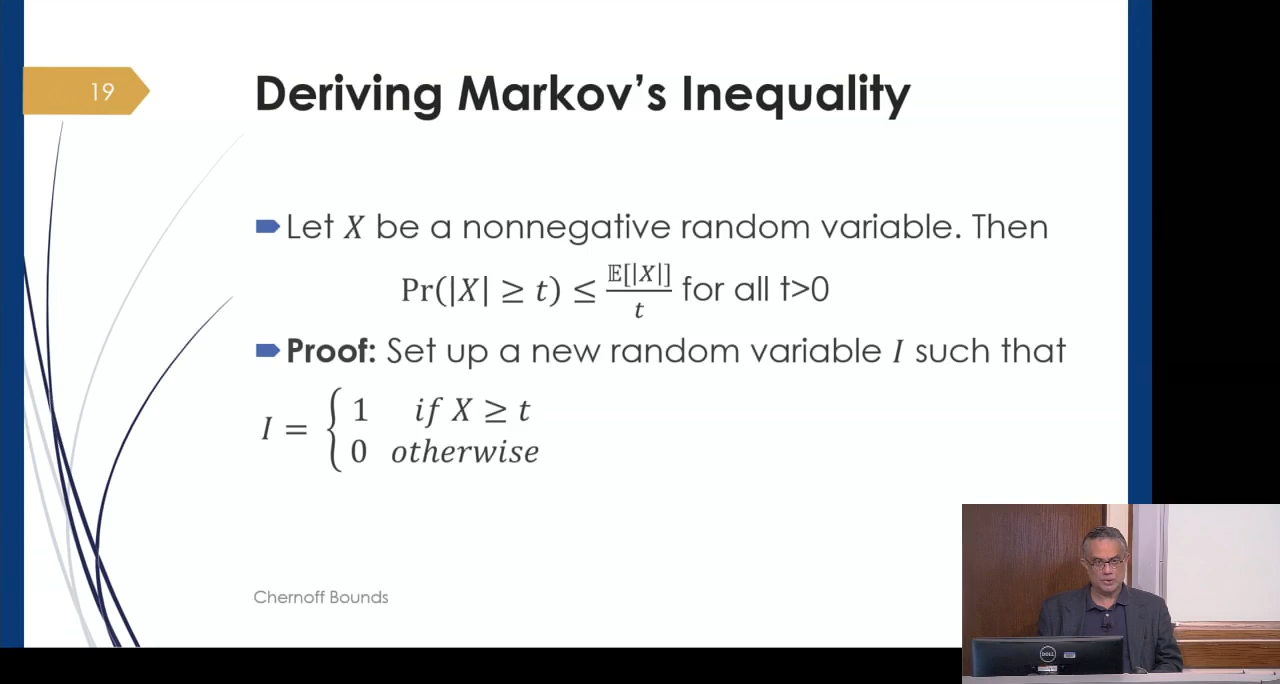 19
Deriving Markov's Inequality
Let X be a nonnegative random variable. Then
Pr(|X| ≥ t) ≤ 𝔼[|X|]/t for all t>0
Proof: Set up a new random variable I such that
I = { 1 if X ≥ t
0 otherwise
Chernoff Bounds
DELL